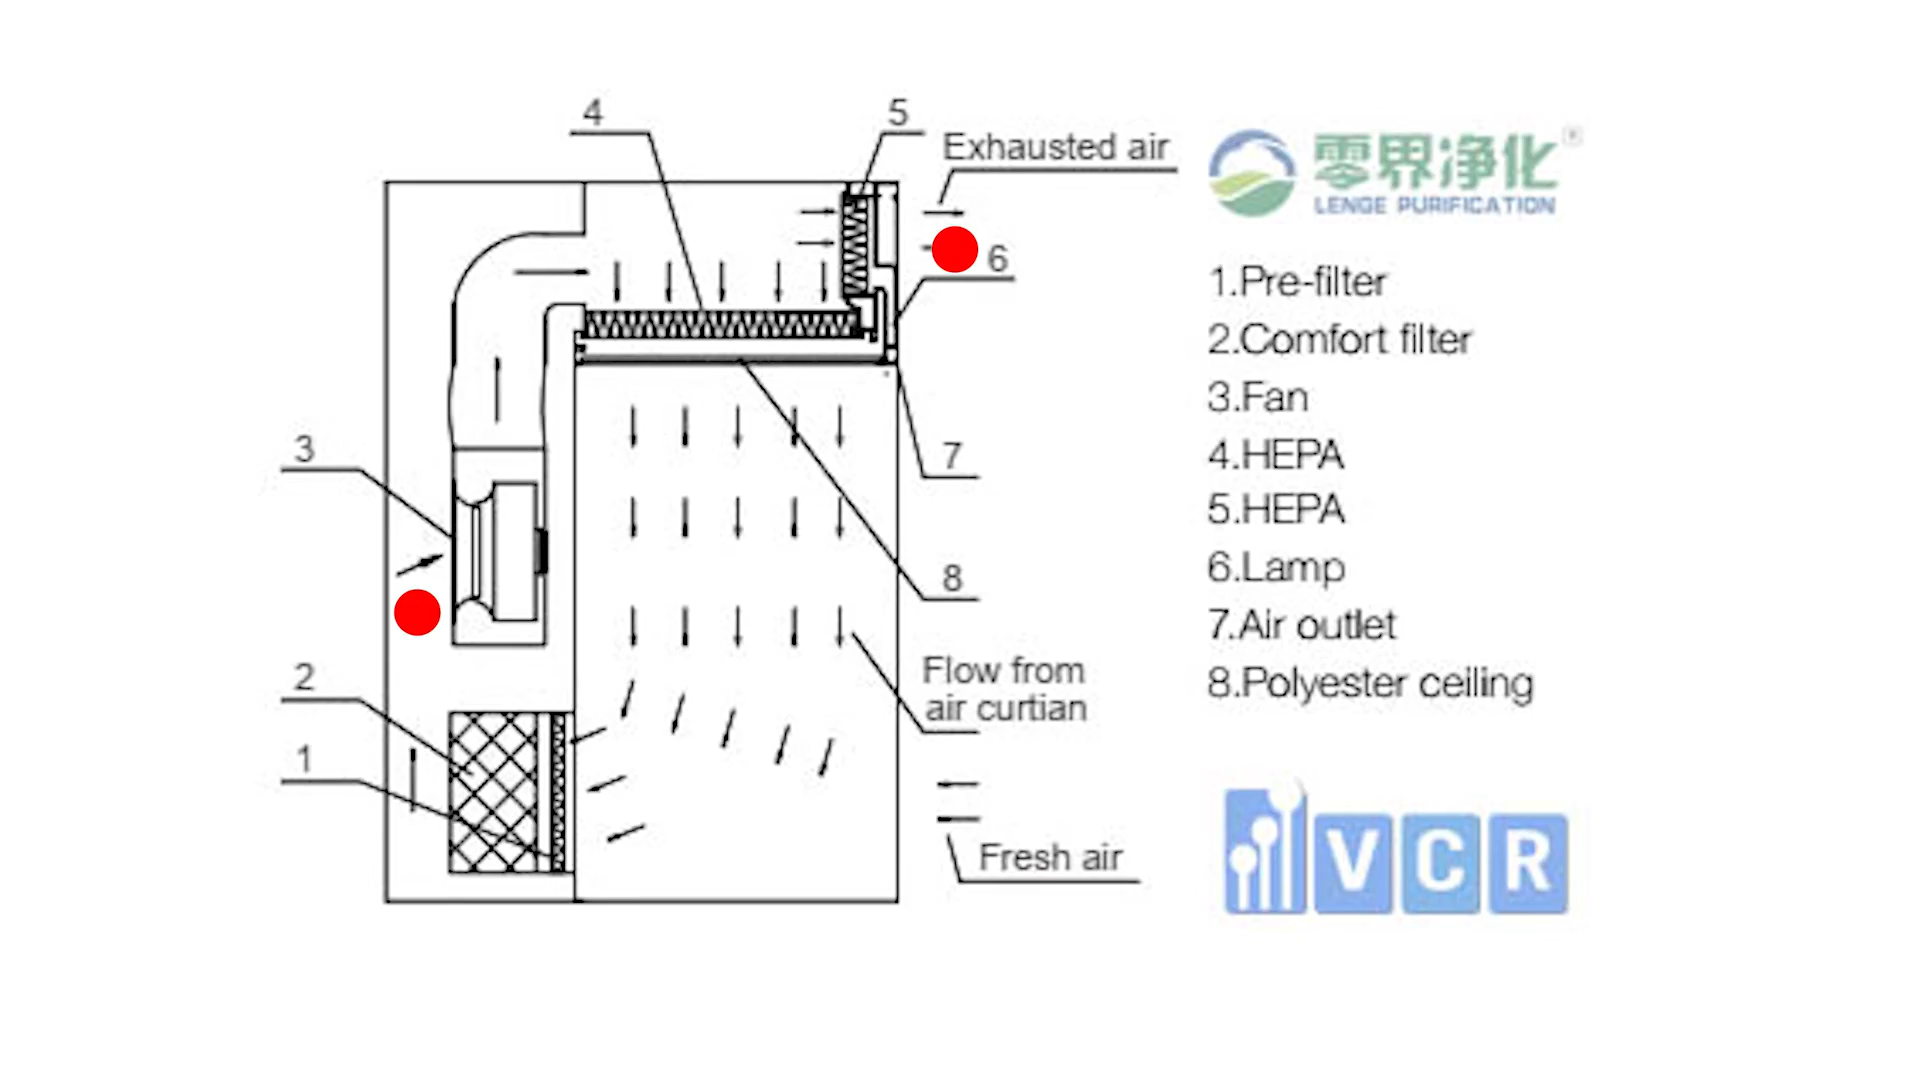 4
5
Exhausted air
6
3
7
8
2
Flow from
air curtian
1
Fresh air
零界净化
LENGE PURIFICATION
1.Pre-filter
2.Comfort filter
3.Fan
4.HEPA
5.HEPA
6.Lamp
7.Air outlet
8.Polyester ceiling
VCR